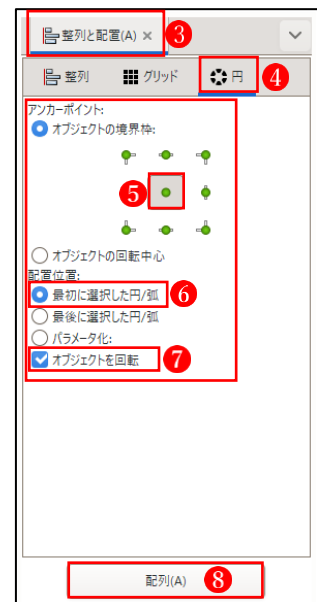 整列と配置(A) × 3
整列 グリッド 円 4
アンカーポイント:
オブジェクトの境界枠:
5
オブジェクトの回転中心
配置位置:
最初に選択した円/弧 6
最後に選択した円/弧
パラメータ化:
オブジェクトを回転 7
配列(A) 8